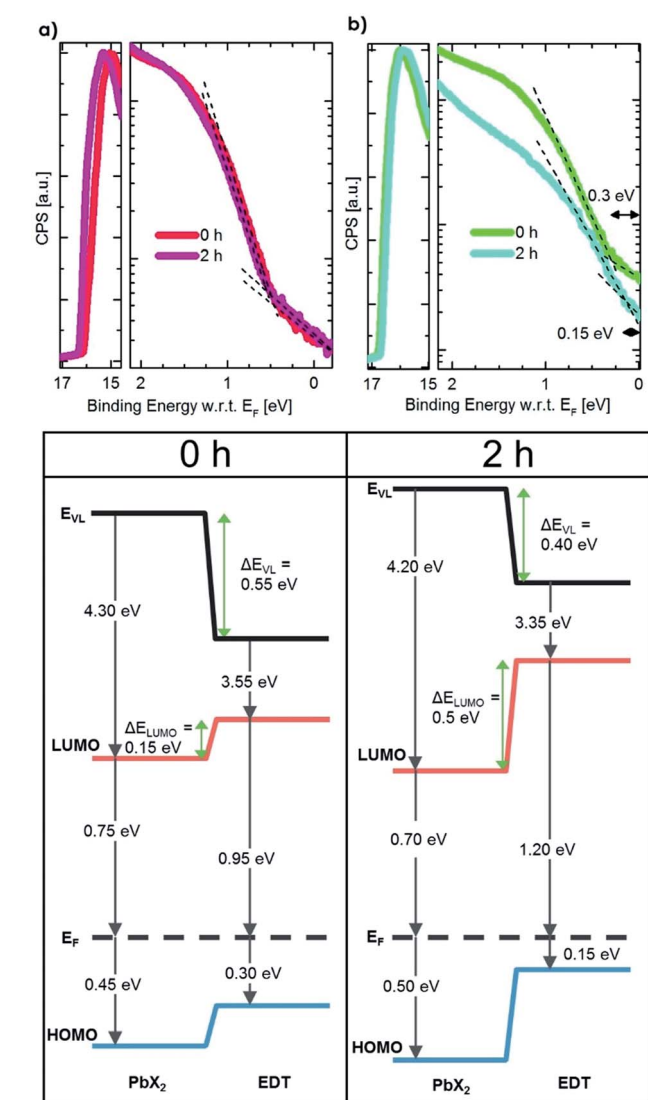 a)
b)
CPS [a.u.]
0 h
2 h
17 15 2 1 0
Binding Energy w.r.t. E_F [eV]
CPS [a.u.]
0 h
2 h
0.3 eV
0.15 eV
17 15 2 1 0
Binding Energy w.r.t. E_F [eV]
0 h
E_VL
ΔE_VL =
0.55 eV
4.30 eV
3.55 eV
ΔE_LUMO =
0.15 eV
LUMO
0.75 eV
0.95 eV
E_F
0.45 eV
0.30 eV
HOMO
PbX₂
EDT
2 h
E_VL
ΔE_VL =
0.40 eV
4.20 eV
3.35 eV
ΔE_LUMO =
0.5 eV
LUMO
0.70 eV
1.20 eV
E_F
0.15 eV
0.50 eV
HOMO
PbX₂
EDT